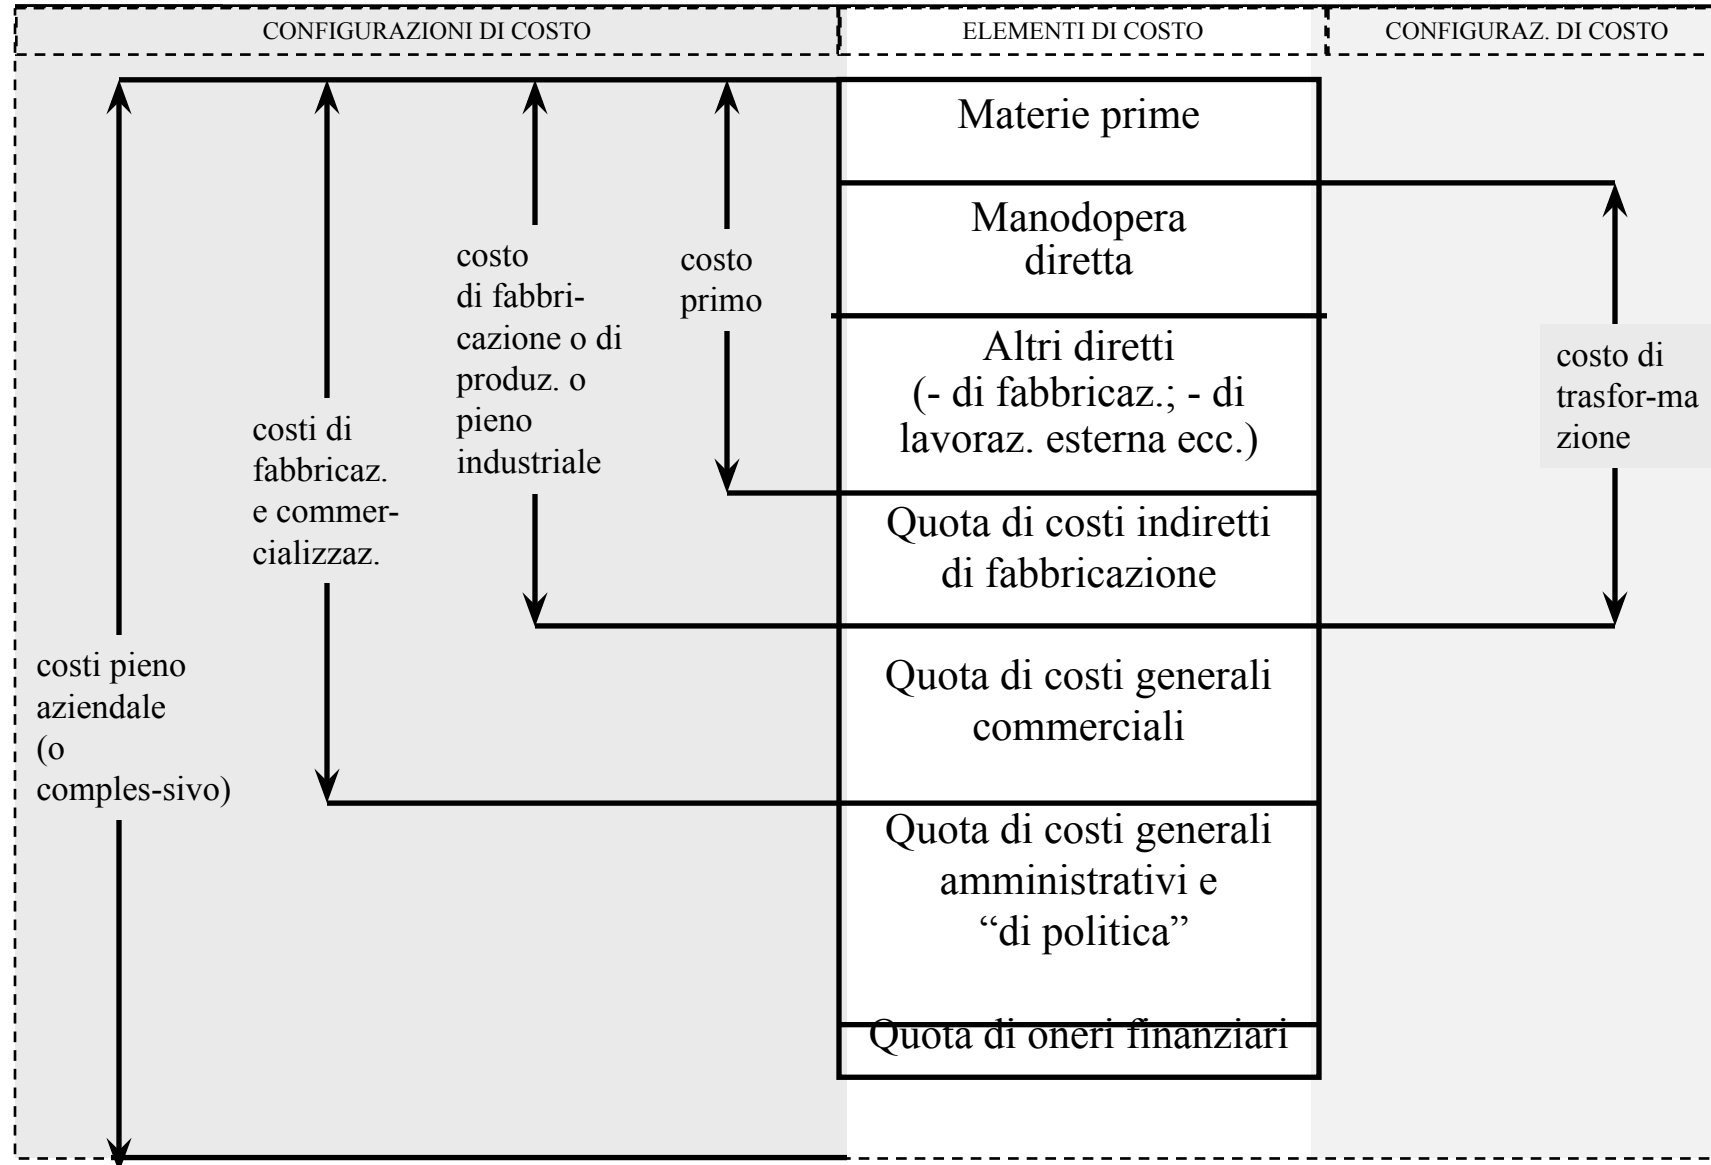 CONFIGURAZIONI DI COSTO
ELEMENTI DI COSTO
CONFIGURAZ. DI COSTO
costi pieno
aziendale
(o
comples-sivo)
costi di
fabbricaz.
e commer-
cializzaz.
costo
di fabbri-
cazione o di
produz. o
pieno
industriale
costo
primo
Materie prime
Manodopera
diretta
Altri diretti
(- di fabbricaz.; - di
lavoraz. esterna ecc.)
Quota di costi indiretti
di fabbricazione
Quota di costi generali
commerciali
Quota di costi generali
amministrativi e
“di politica”
Quota di oneri finanziari
costo di
trasfor-ma
zione